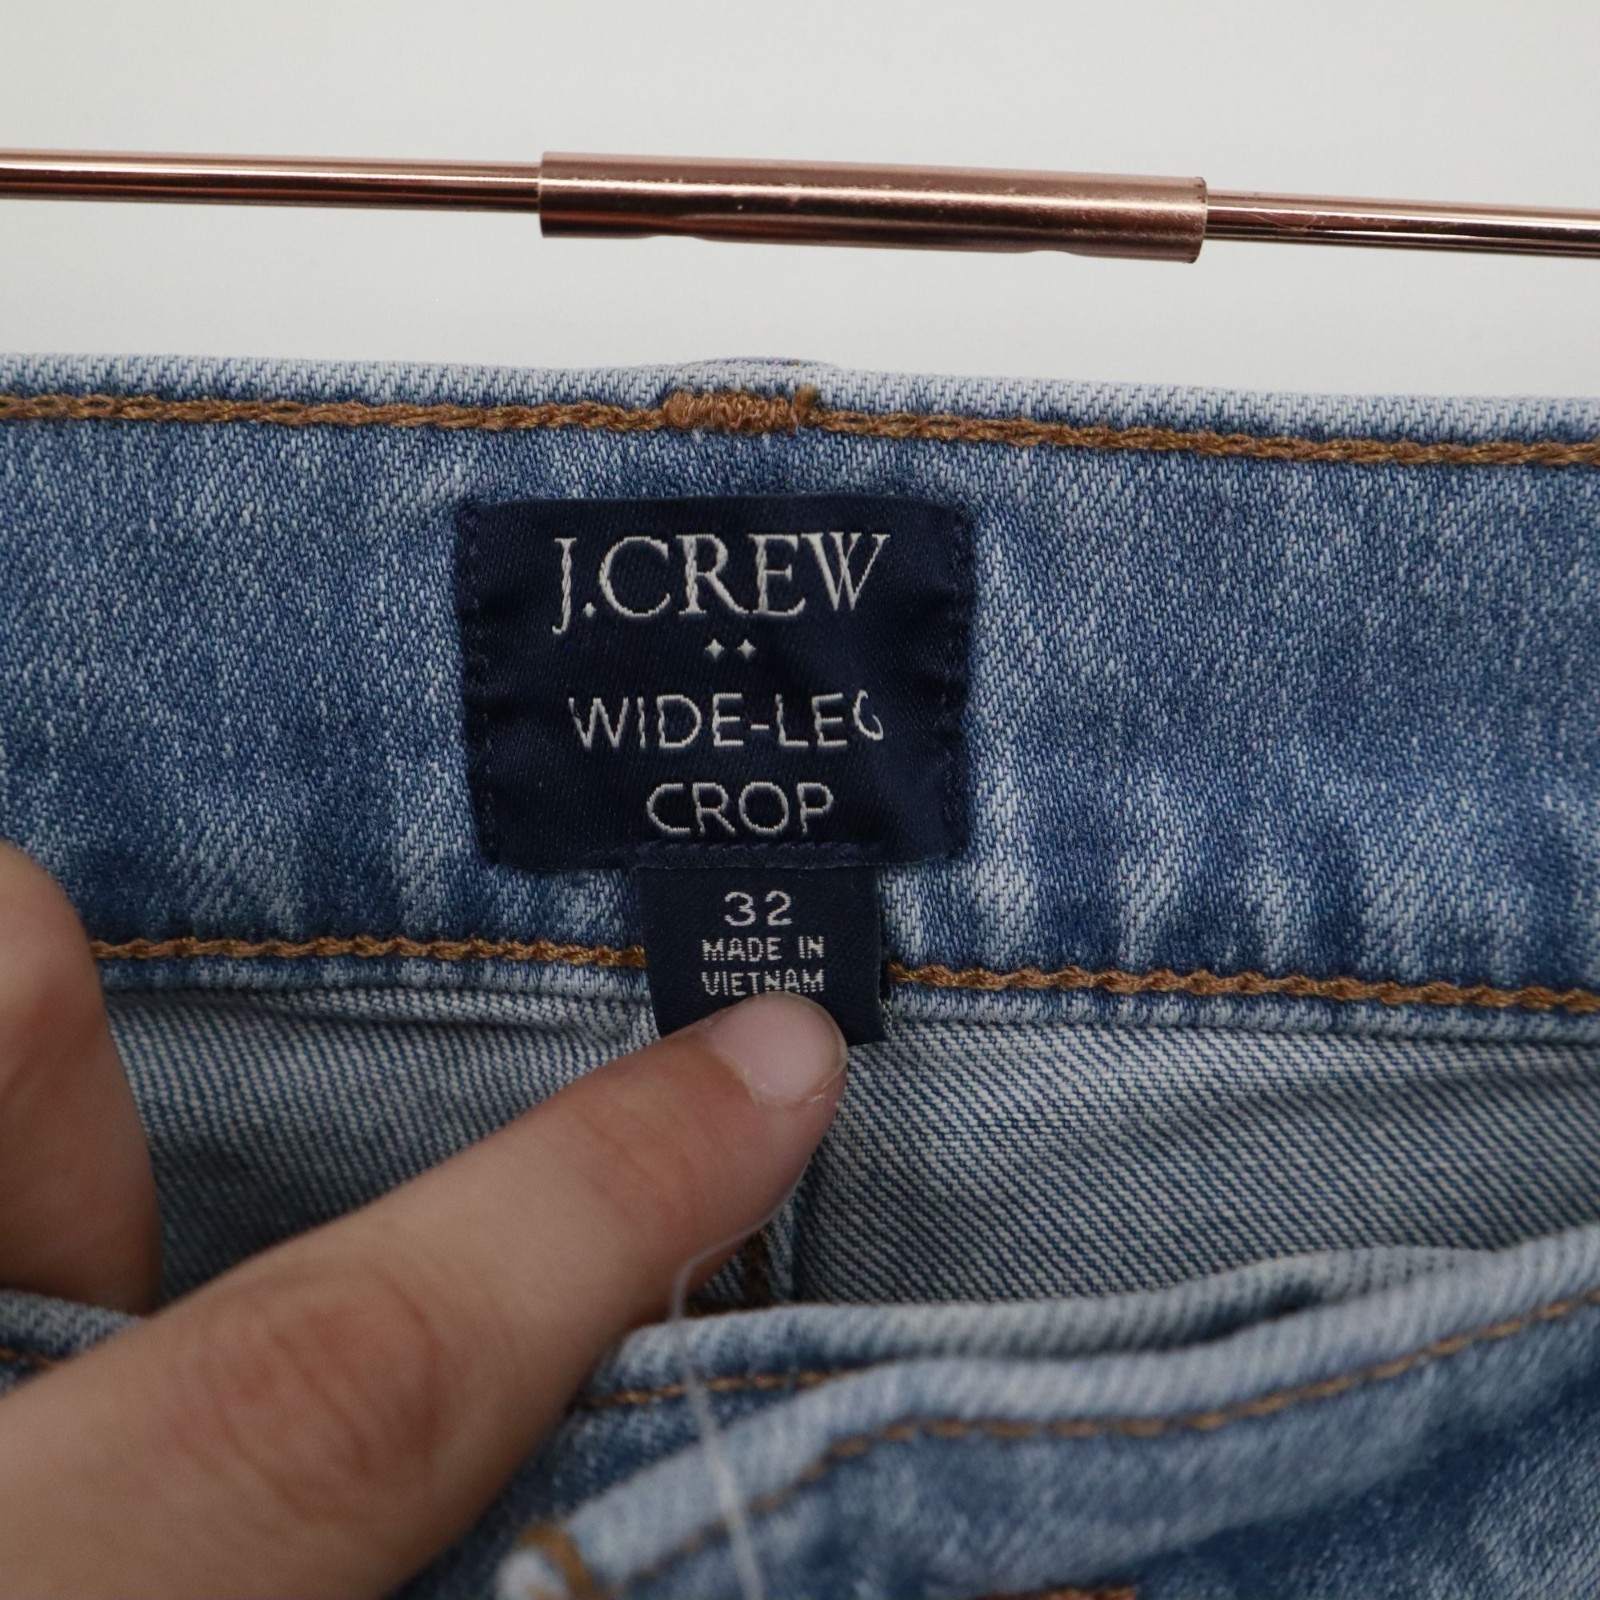 J.CREW
WIDE-LEG
CROP
32
MADE IN
VIETNAM